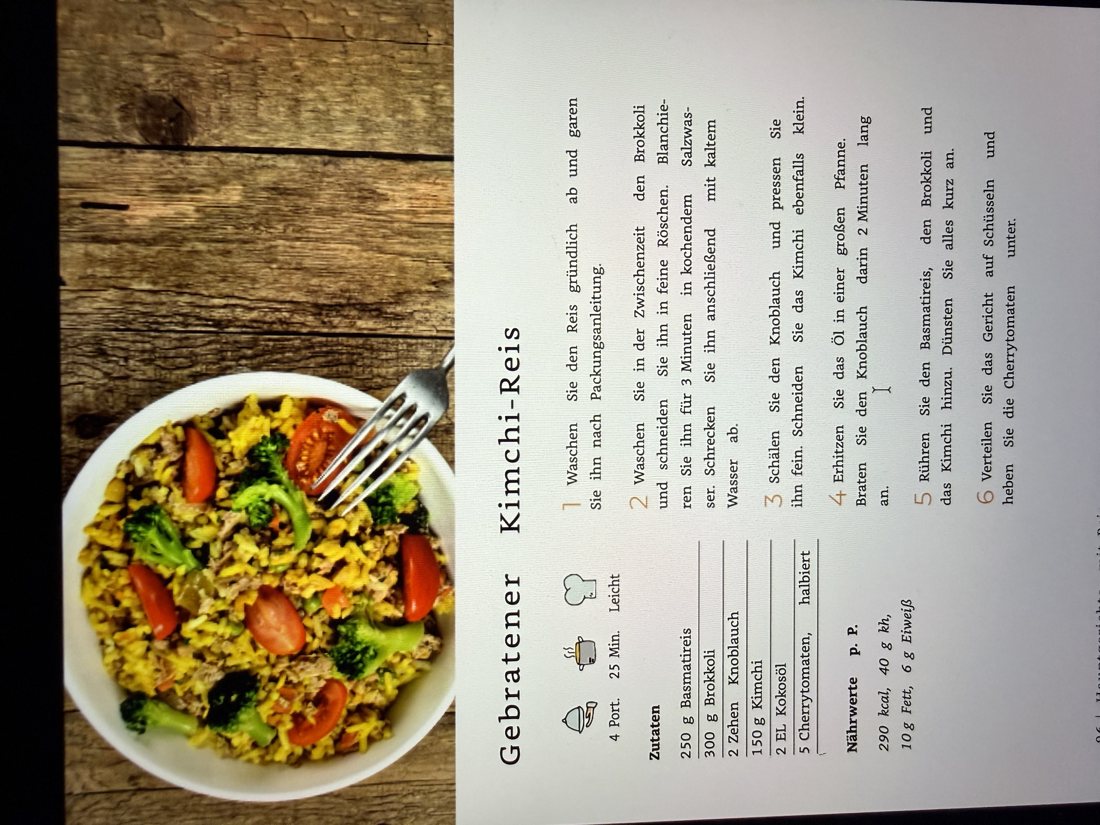 Gebratener Kimchi-Reis
4 Port. 25 Min. Leicht
Zutaten
250 g Basmatireis
300 g Brokkoli
2 Zehen Knoblauch
150 g Kimchi
2 EL Kokosöl
5 Cherrytomaten, halbiert
Nährwerte p. P.
290 kcal, 40 g kh,
10 g Fett, 6 g Eiweiß
1 Waschen Sie den Reis gründlich ab und garen
Sie ihn nach Packungsanleitung.
2 Waschen Sie in der Zwischenzeit den Brokkoli
und schneiden Sie ihn in feine Röschen. Blanchie-
ren Sie ihn für 3 Minuten in kochendem Salzwas-
ser. Schrecken Sie ihn anschließend mit kaltem
Wasser ab.
3 Schälen Sie den Knoblauch und pressen Sie
ihn fein. Schneiden Sie das Kimchi ebenfalls klein.
4 Erhitzen Sie das Öl in einer großen Pfanne.
Braten Sie den Knoblauch darin 2 Minuten lang
an.
5 Rühren Sie den Basmatireis, den Brokkoli und
das Kimchi hinzu. Dünsten Sie alles kurz an.
6 Verteilen Sie das Gericht auf Schüsseln und
heben Sie die Cherrytomaten unter.